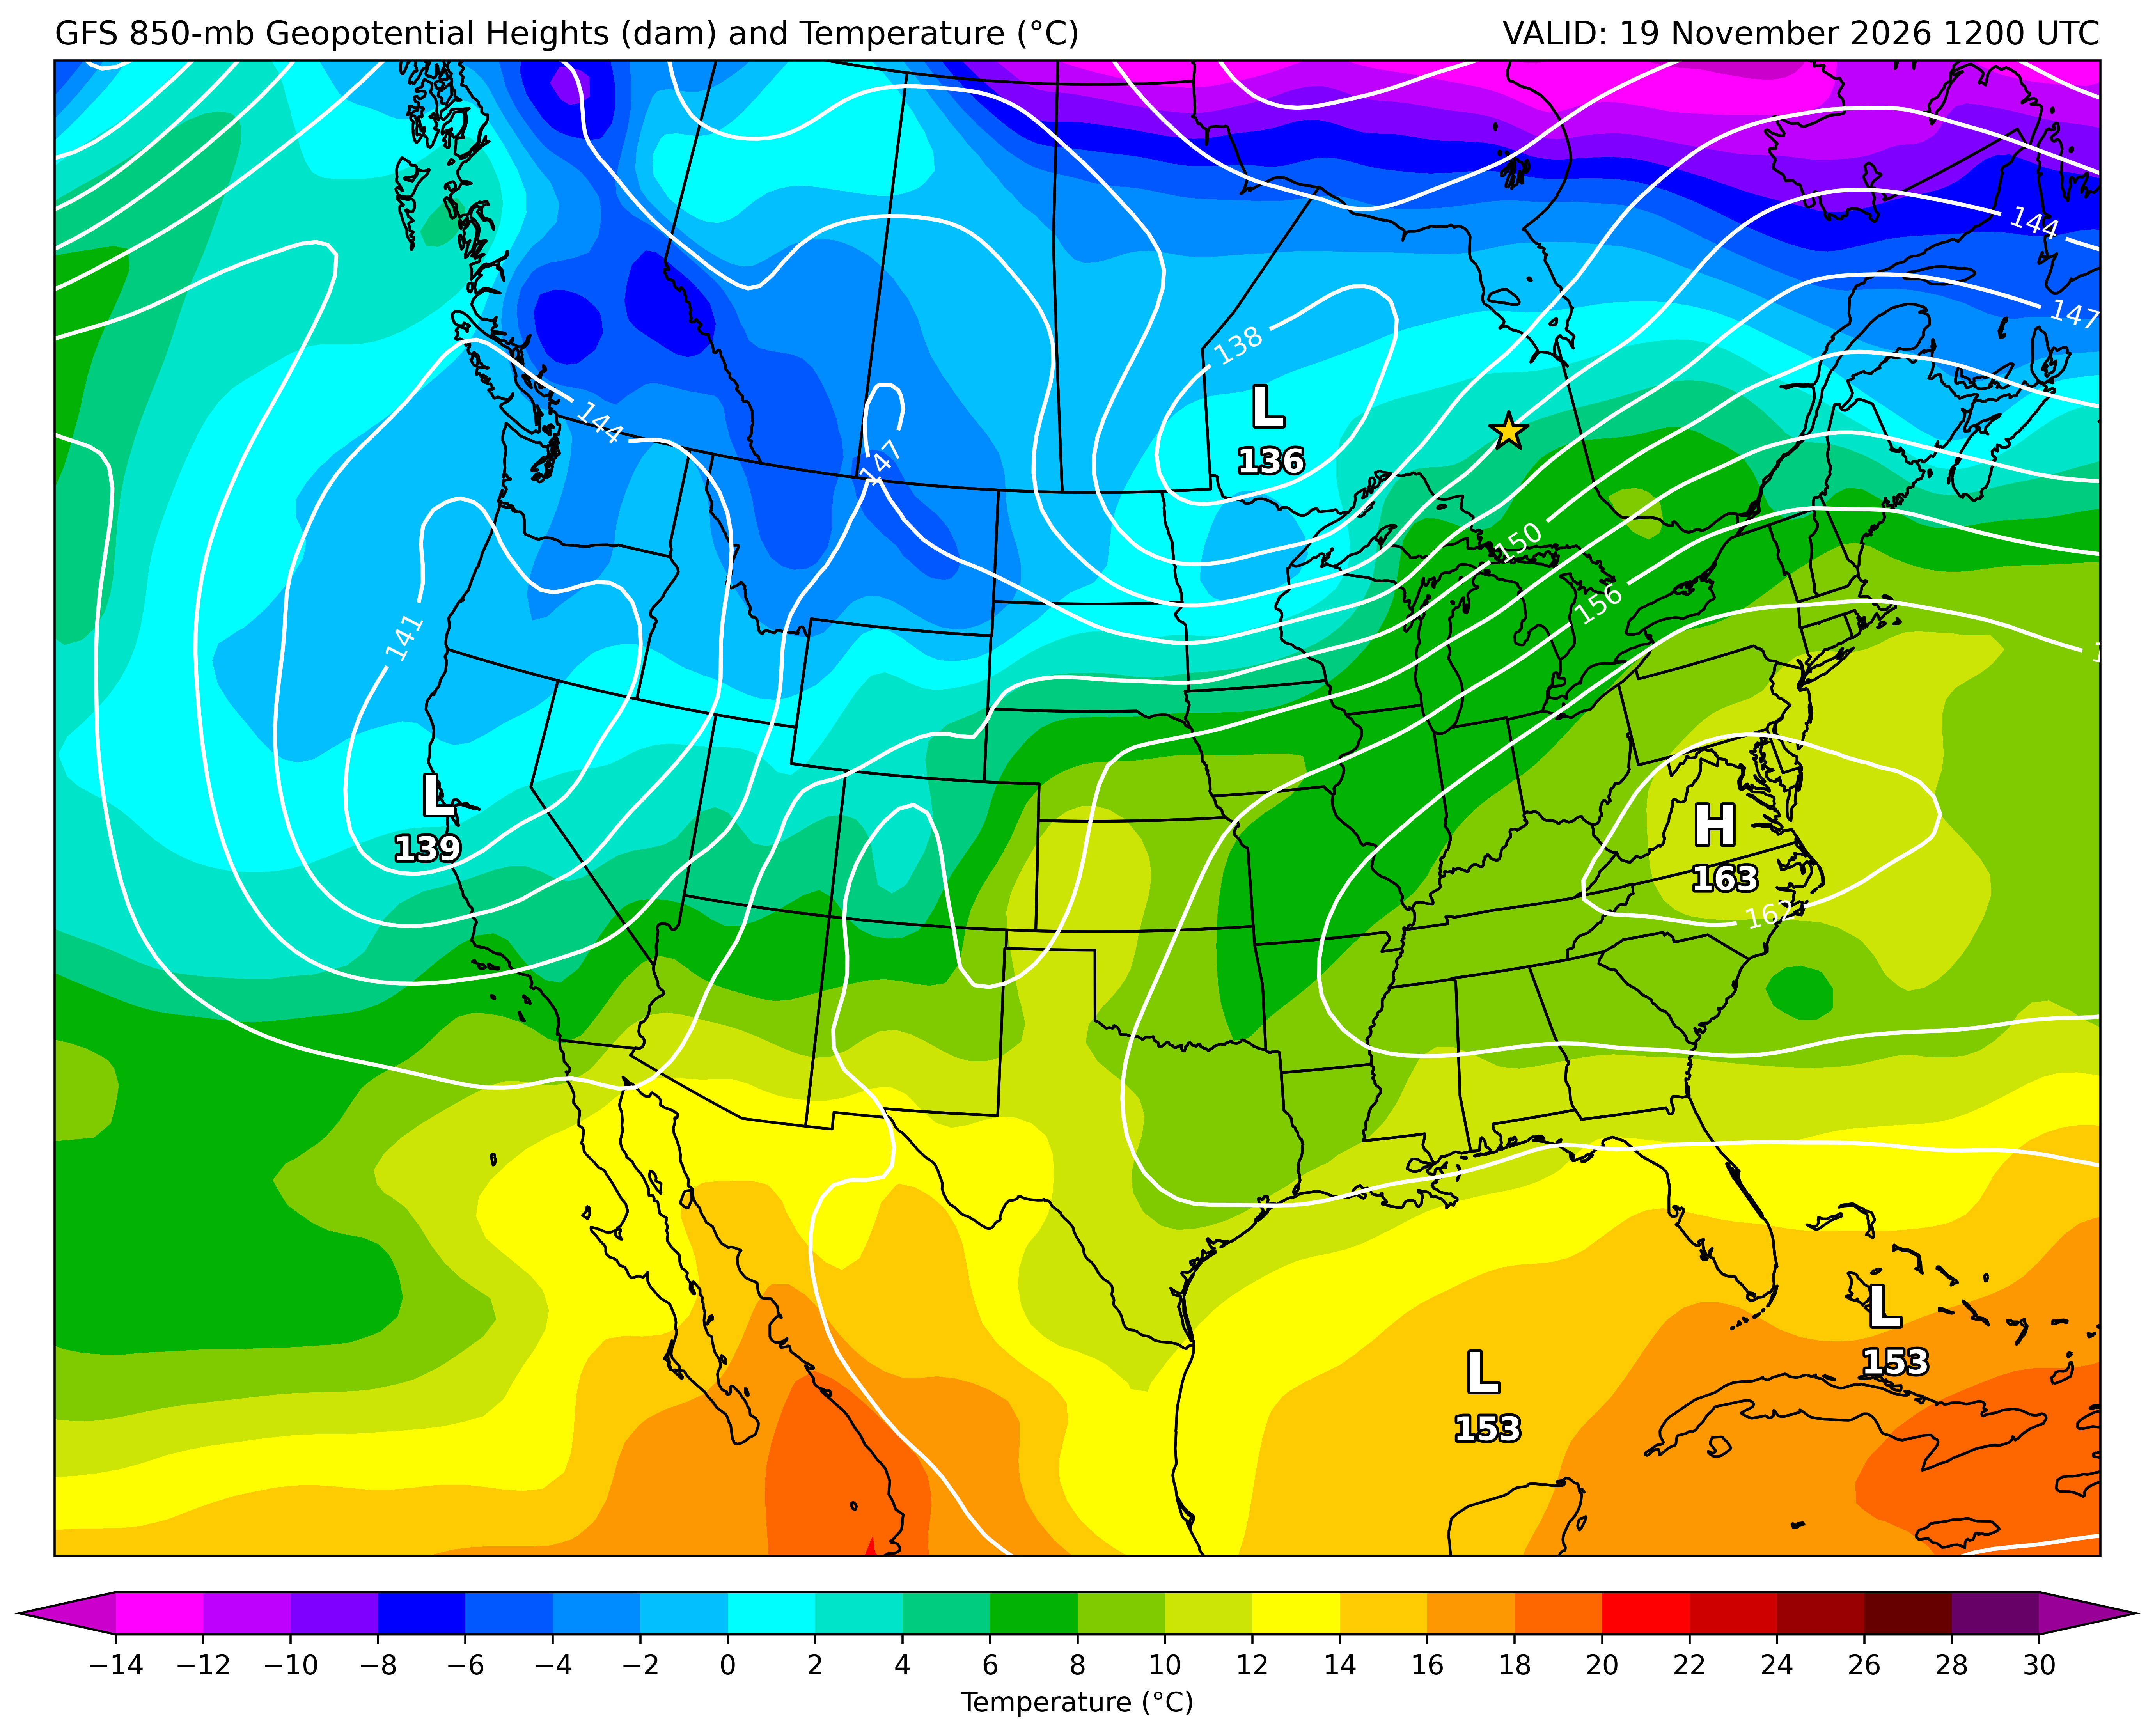 GFS 850-mb Geopotential Heights (dam) and Temperature (°C)
VALID: 19 November 2026 1200 UTC
144
147
138
L
136
144
147
150
156
141
L
139
H
163
162
L
153
L
153
−14 −12 −10 −8 −6 −4 −2 0 2 4 6 8 10 12 14 16 18 20 22 24 26 28 30
Temperature (°C)